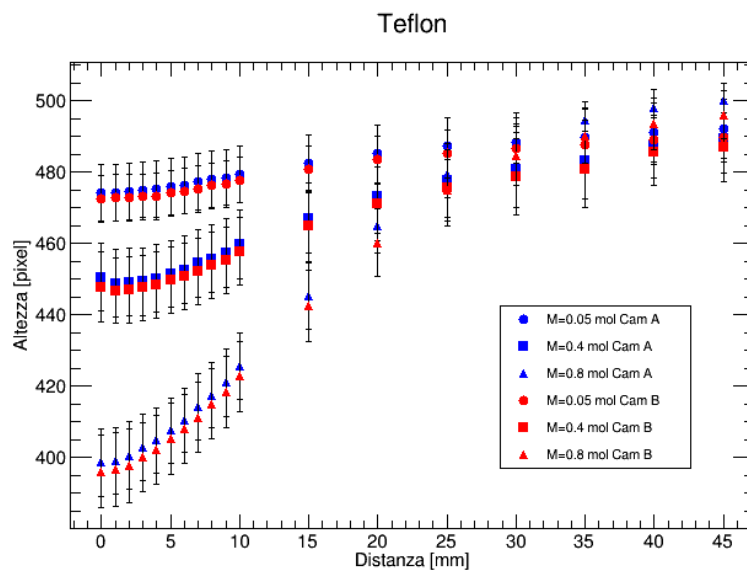 Teflon
Altezza [pixel]
500
480
460
440
420
400
M=0.05 mol Cam A
M=0.4 mol Cam A
M=0.8 mol Cam A
M=0.05 mol Cam B
M=0.4 mol Cam B
M=0.8 mol Cam B
0 5 10 15 20 25 30 35 40 45
Distanza [mm]